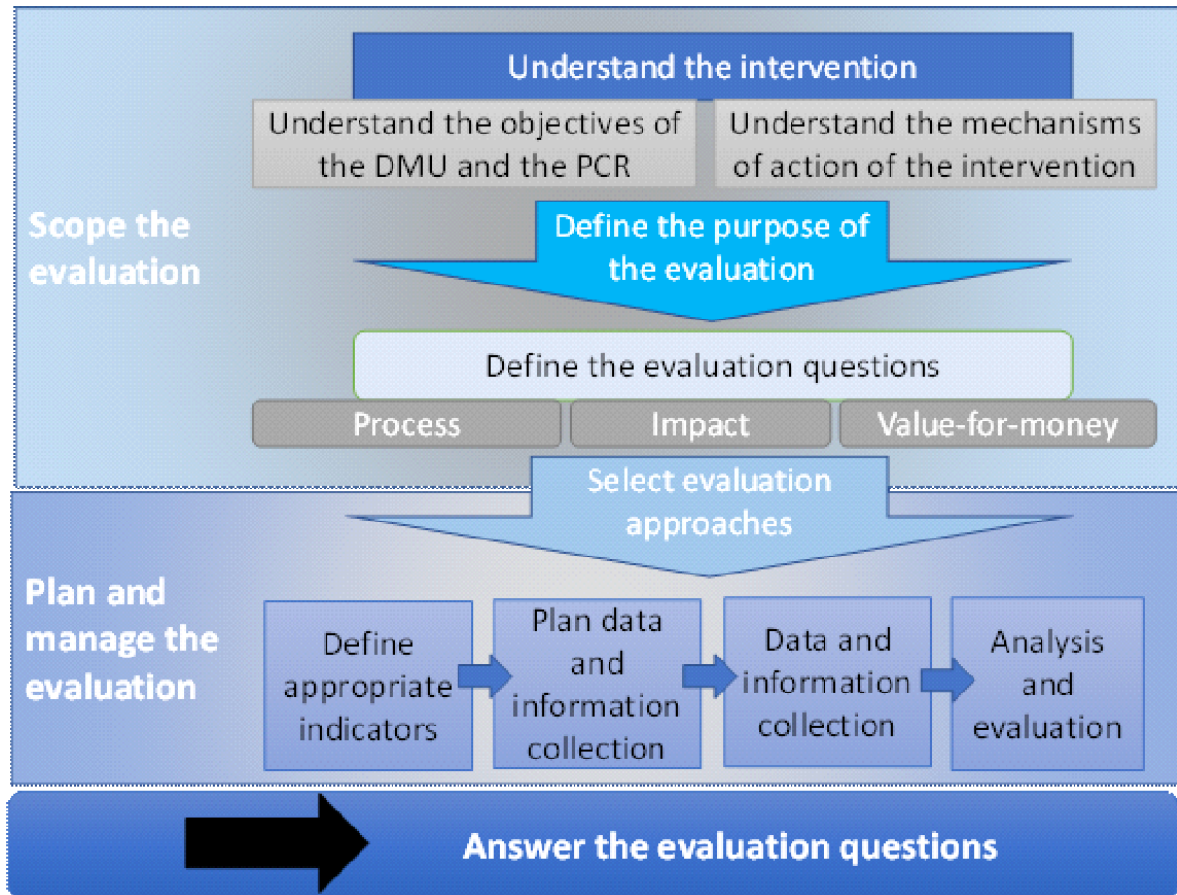 Understand the intervention
Understand the objectives of
the DMU and the PCR
Understand the mechanisms
of action of the intervention
Scope the
evaluation
Define the purpose of
the evaluation
Define the evaluation questions
Process
Impact
Value-for-money
Select evaluation
approaches
Plan and
manage the
evaluation
Define
appropriate
indicators
Plan data
and
information
collection
Data and
information
collection
Analysis
and
evaluation
Answer the evaluation questions